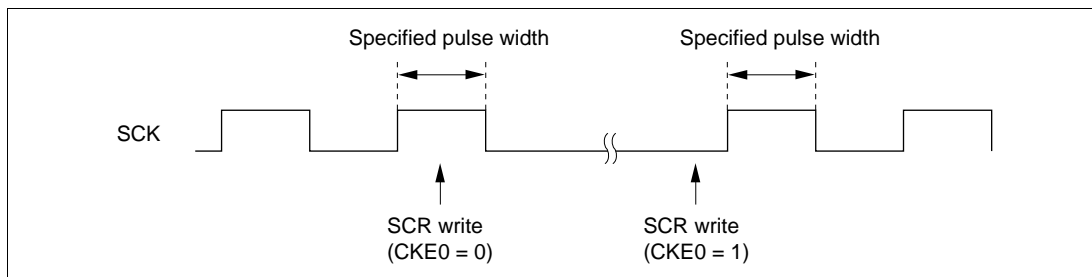 Specified pulse width
Specified pulse width
SCK
SCR write
(CKE0 = 0)
SCR write
(CKE0 = 1)